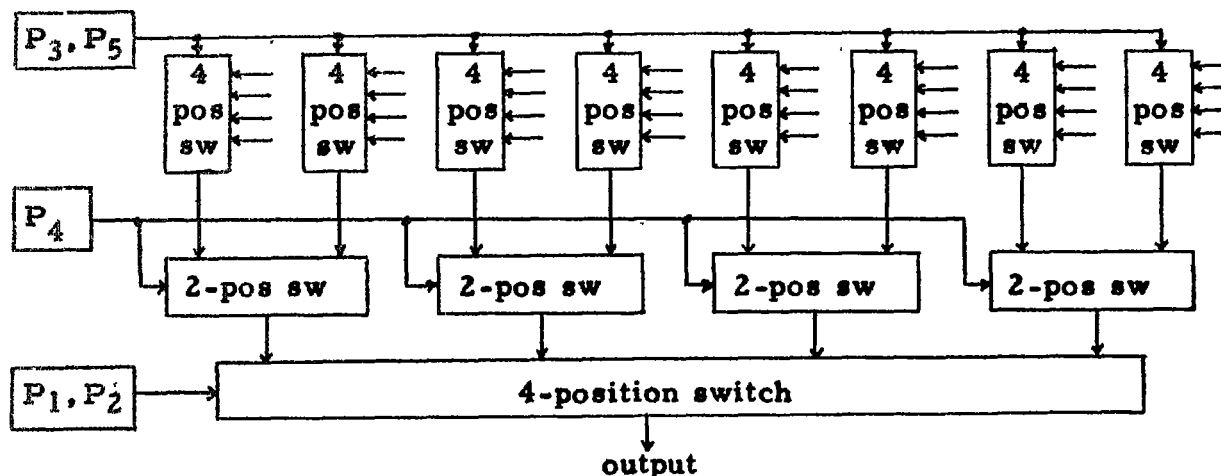 P3, P5
4 pos sw
4 pos sw
4 pos sw
4 pos sw
4 pos sw
4 pos sw
4 pos sw
4 pos sw
P4
2-pos sw
2-pos sw
2-pos sw
2-pos sw
P1, P2
4-position switch
output